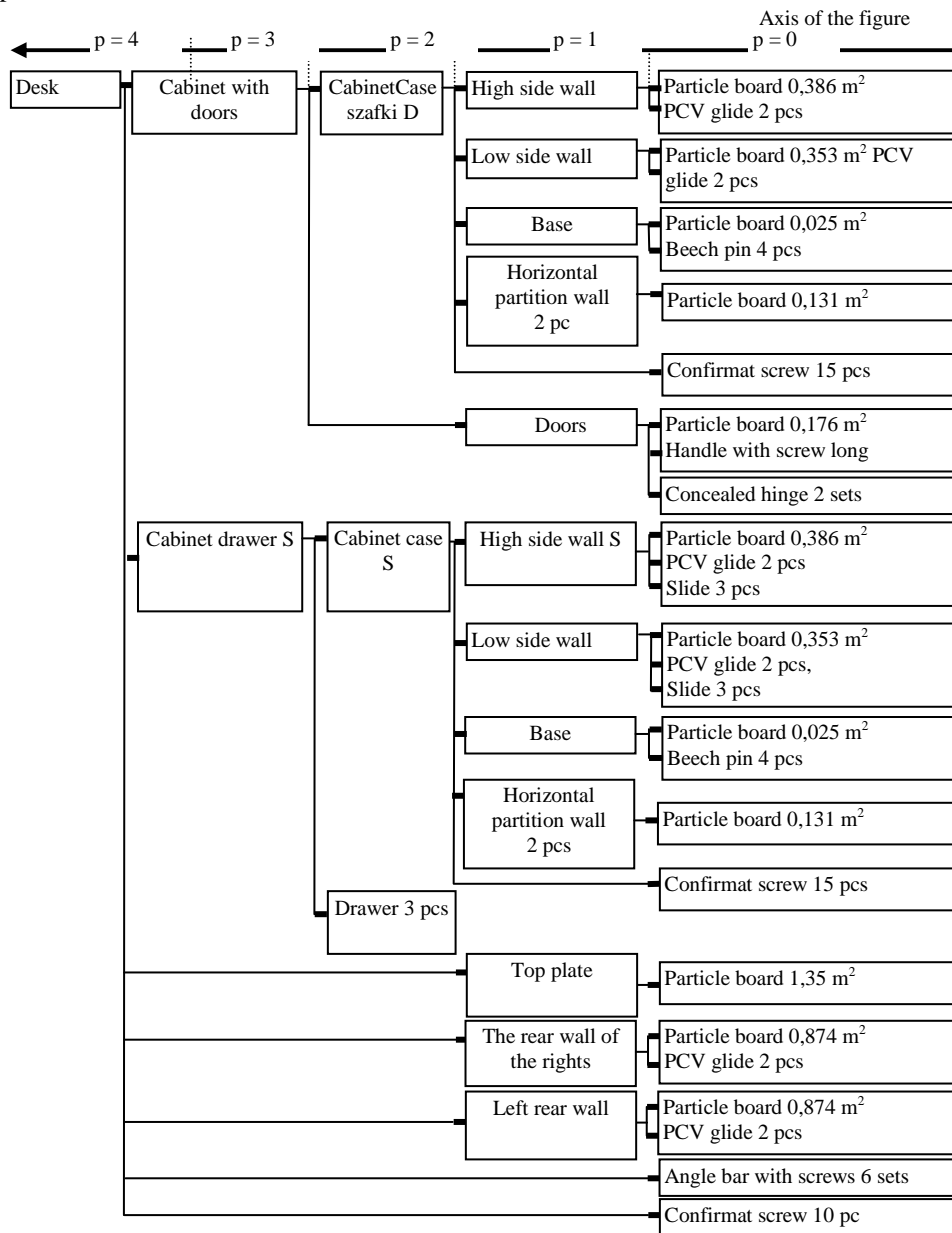 Axis of the figure
p = 4 p = 3 p = 2 p = 1 p = 0
Desk
Cabinet with
doors
CabinetCase
szafki D
High side wall
Particle board 0,386 m²
PCV glide 2 pcs
Low side wall
Particle board 0,353 m² PCV
glide 2 pcs
Base
Particle board 0,025 m²
Beech pin 4 pcs
Horizontal
partition wall
2 pc
Particle board 0,131 m²
Confirmat screw 15 pcs
Doors
Particle board 0,176 m²
Handle with screw long
Concealed hinge 2 sets
Cabinet drawer S
Cabinet case
S
High side wall S
Particle board 0,386 m²
PCV glide 2 pcs
Slide 3 pcs
Low side wall
Particle board 0,353 m²
PCV glide 2 pcs,
Slide 3 pcs
Base
Particle board 0,025 m²
Beech pin 4 pcs
Horizontal
partition wall
2 pcs
Particle board 0,131 m²
Confirmat screw 15 pcs
Drawer 3 pcs
Top plate
Particle board 1,35 m²
The rear wall of
the rights
Particle board 0,874 m²
PCV glide 2 pcs
Left rear wall
Particle board 0,874 m²
PCV glide 2 pcs
Angle bar with screws 6 sets
Confirmat screw 10 pc